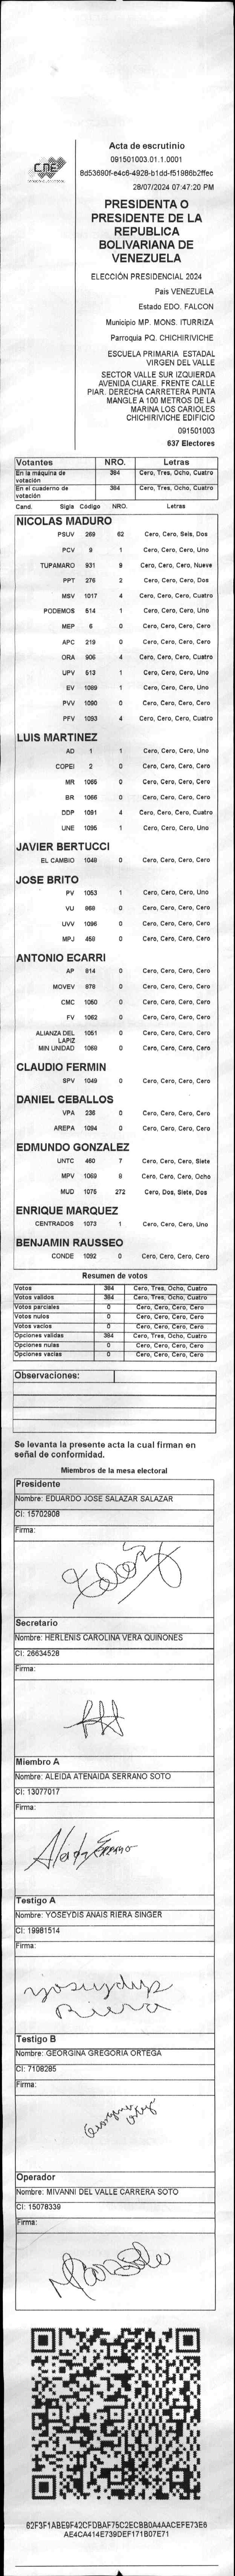 CNE
Acta de escrutinio
091501003.01.1.0001
8d53690f-e4c6-4928-b1dd-f51986b2ffec
28/07/2024 07:47:20 PM
PRESIDENTA O
PRESIDENTE DE LA
REPUBLICA
BOLIVARIANA DE
VENEZUELA
ELECCIÓN PRESIDENCIAL 2024
Pais VENEZUELA
Estado EDO. FALCON
Municipio MP. MONS. ITURRIZA
Parroquia PQ. CHICHIRIVICHE
ESCUELA PRIMARIA ESTADAL
VIRGEN DEL VALLE
SECTOR VALLE SUR IZQUIERDA
AVENIDA CUARE. FRENTE CALLE
PIAR. DERECHA CARRETERA PUNTA
MANGLE A 100 METROS DE LA
MARINA LOS CARIOLES
CHICHIRIVICHE EDIFICIO
091501003
637 Electores
Votantes NRO. Letras
En la máquina de votación 384 Cero, Tres, Ocho, Cuatro
En el cuaderno de votación 384 Cero, Tres, Ocho, Cuatro
Cand. Sigla Código NRO. Letras
NICOLAS MADURO
PSUV 269 62 Cero, Cero, Seis, Dos
PCV 9 1 Cero, Cero, Cero, Uno
TUPAMARO 931 9 Cero, Cero, Cero, Nueve
PPT 276 2 Cero, Cero, Cero, Dos
MSV 1017 4 Cero, Cero, Cero, Cuatro
PODEMOS 614 1 Cero, Cero, Cero, Uno
MEP 6 0 Cero, Cero, Cero, Cero
APC 219 0 Cero, Cero, Cero, Cero
ORA 906 4 Cero, Cero, Cero, Cuatro
UPV 513 1 Cero, Cero, Cero, Uno
EV 1089 1 Cero, Cero, Cero, Uno
PVV 1090 0 Cero, Cero, Cero, Cero
PFV 1093 4 Cero, Cero, Cero, Cuatro
LUIS MARTINEZ
AD 1 1 Cero, Cero, Cero, Uno
COPEI 2 0 Cero, Cero, Cero, Cero
MR 1065 0 Cero, Cero, Cero, Cero
BR 1066 0 Cero, Cero, Cero, Cero
DDP 1091 4 Cero, Cero, Cero, Cuatro
UNE 1095 1 Cero, Cero, Cero, Uno
JAVIER BERTUCCI
EL CAMBIO 1048 0 Cero, Cero, Cero, Cero
JOSE BRITO
PV 1053 1 Cero, Cero, Cero, Uno
VU 868 0 Cero, Cero, Cero, Cero
UVV 1096 0 Cero, Cero, Cero, Cero
MPJ 458 0 Cero, Cero, Cero, Cero
ANTONIO ECARRI
AP 814 0 Cero, Cero, Cero, Cero
MOVEV 878 0 Cero, Cero, Cero, Cero
CMC 1050 0 Cero, Cero, Cero, Cero
FV 1062 0 Cero, Cero, Cero, Cero
ALIANZA DEL LAPIZ 1051 0 Cero, Cero, Cero, Cero
MIN UNIDAD 1069 0 Cero, Cero, Cero, Cero
CLAUDIO FERMIN
SPV 1049 0 Cero, Cero, Cero, Cero
DANIEL CEBALLOS
VPA 236 0 Cero, Cero, Cero, Cero
AREPA 1094 0 Cero, Cero, Cero, Cero
EDMUNDO GONZALEZ
UNTC 460 7 Cero, Cero, Cero, Siete
MPV 1069 8 Cero, Cero, Cero, Ocho
MUD 1075 272 Cero, Dos, Siete, Dos
ENRIQUE MARQUEZ
CENTRADOS 1073 1 Cero, Cero, Cero, Uno
BENJAMIN RAUSSEO
CONDE 1092 0 Cero, Cero, Cero, Cero
Resumen de votos
Votos 384 Cero, Tres, Ocho, Cuatro
Votos validos 384 Cero, Tres, Ocho, Cuatro
Votos parciales 0 Cero, Cero, Cero, Cero
Votos nulos 0 Cero, Cero, Cero, Cero
Votos vacios 0 Cero, Cero, Cero, Cero
Opciones validas 384 Cero, Tres, Ocho, Cuatro
Opciones nulas 0 Cero, Cero, Cero, Cero
Opciones vacias 0 Cero, Cero, Cero, Cero
Observaciones:
Se levanta la presente acta la cual firman en
señal de conformidad.
Miembros de la mesa electoral
Presidente
Nombre: EDUARDO JOSE SALAZAR SALAZAR
CI: 15702908
Firma:
Secretario
Nombre: HERLENIS CAROLINA VERA QUINONES
CI: 26634528
Firma:
Miembro A
Nombre: ALEIDA ATENAIDA SERRANO SOTO
CI: 13077017
Firma:
Aleida Serrano
Testigo A
Nombre: YOSEYDIS ANAIS RIERA SINGER
CI: 19981514
Firma:
yoseydys
Riera
Testigo B
Nombre: GEORGINA GREGORIA ORTEGA
CI: 7108285
Firma:
Georgina
Operador
Nombre: MIVANNI DEL VALLE CARRERA SOTO
CI: 15078339
Firma:
62F3F1ABE9F42CFDBAF75C2ECBB0A4AACEFE73E6
AE4CA414E739DEF171B07E71